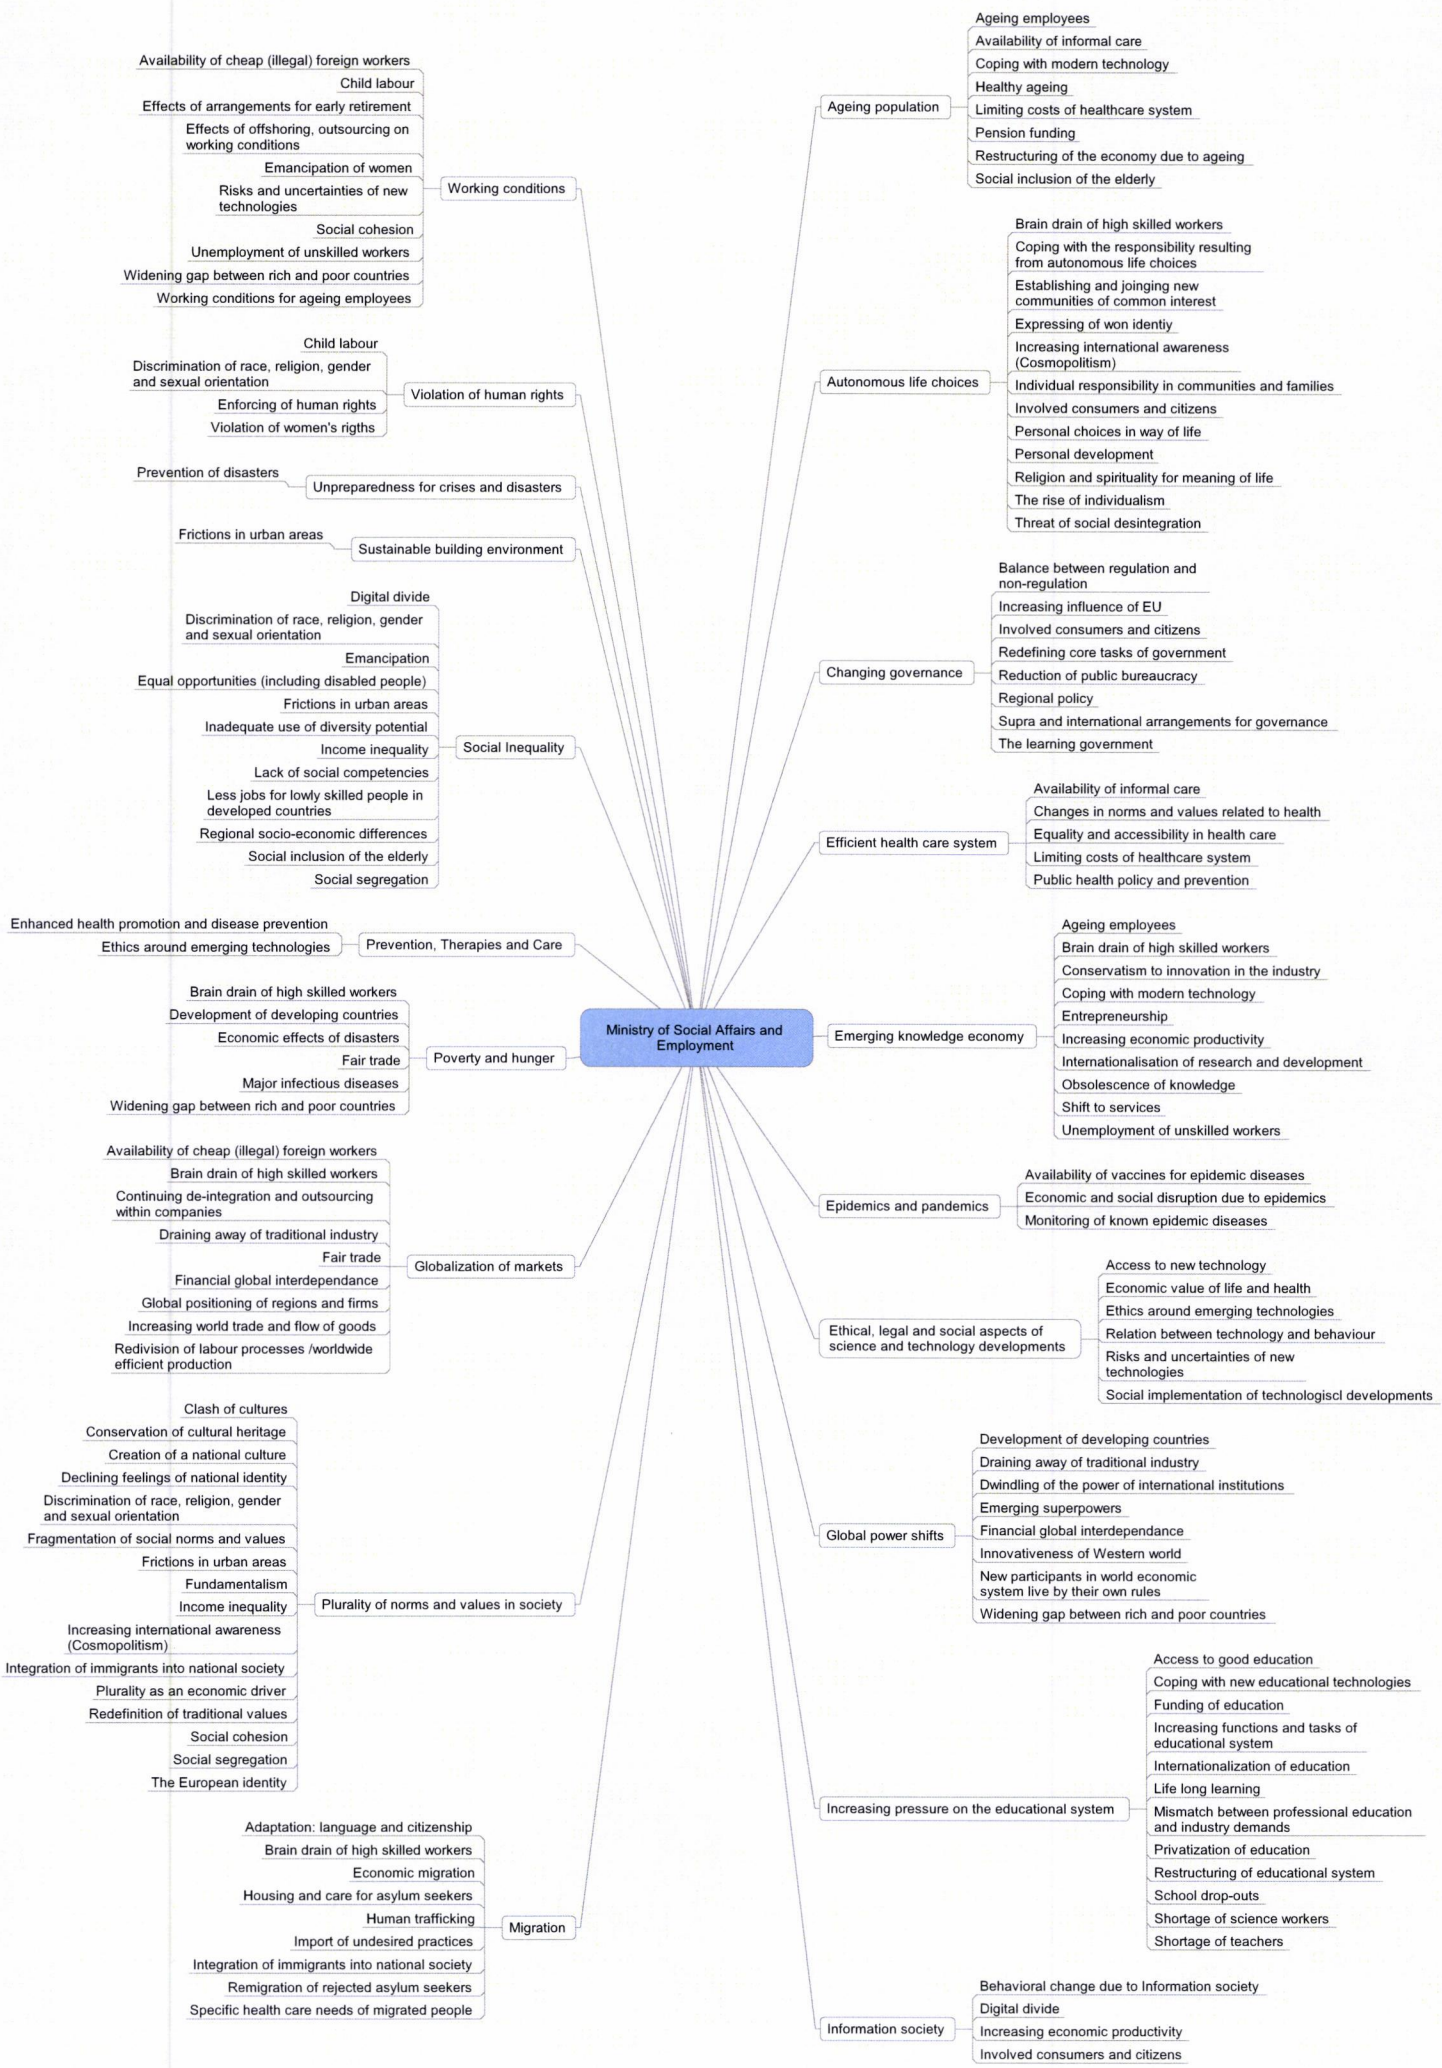 Availability of cheap (illegal) foreign workers
Child labour
Effects of arrangements for early retirement
Effects of offshoring, outsourcing on
working conditions
Emancipation of women
Risks and uncertainties of new
technologies
Social cohesion
Unemployment of unskilled workers
Widening gap between rich and poor countries
Working conditions for ageing employees
Working conditions
Child labour
Discrimination of race, religion, gender
and sexual orientation
Enforcing of human rights
Violation of women's rigths
Violation of human rights
Prevention of disasters
Unpreparedness for crises and disasters
Frictions in urban areas
Sustainable building environment
Digital divide
Discrimination of race, religion, gender
and sexual orientation
Emancipation
Equal opportunities (including disabled people)
Frictions in urban areas
Inadequate use of diversity potential
Income inequality
Lack of social competencies
Less jobs for lowly skilled people in
developed countries
Regional socio-economic differences
Social inclusion of the elderly
Social segregation
Social Inequality
Enhanced health promotion and disease prevention
Ethics around emerging technologies
Prevention, Therapies and Care
Brain drain of high skilled workers
Development of developing countries
Economic effects of disasters
Fair trade
Major infectious diseases
Widening gap between rich and poor countries
Poverty and hunger
Availability of cheap (illegal) foreign workers
Brain drain of high skilled workers
Continuing de-integration and outsourcing
within companies
Draining away of traditional industry
Fair trade
Financial global interdependance
Global positioning of regions and firms
Increasing world trade and flow of goods
Redivision of labour processes /worldwide
efficient production
Globalization of markets
Clash of cultures
Conservation of cultural heritage
Creation of a national culture
Declining feelings of national identity
Discrimination of race, religion, gender
and sexual orientation
Fragmentation of social norms and values
Frictions in urban areas
Fundamentalism
Income inequality
Increasing international awareness
(Cosmopolitism)
Integration of immigrants into national society
Plurality as an economic driver
Redefinition of traditional values
Social cohesion
Social segregation
The European identity
Plurality of norms and values in society
Adaptation: language and citizenship
Brain drain of high skilled workers
Economic migration
Housing and care for asylum seekers
Human trafficking
Import of undesired practices
Integration of immigrants into national society
Remigration of rejected asylum seekers
Specific health care needs of migrated people
Migration
Ministry of Social Affairs and
Employment
Ageing population
Ageing employees
Availability of informal care
Coping with modern technology
Healthy ageing
Limiting costs of healthcare system
Pension funding
Restructuring of the economy due to ageing
Social inclusion of the elderly
Autonomous life choices
Brain drain of high skilled workers
Coping with the responsibility resulting
from autonomous life choices
Establishing and joinging new
communities of common interest
Expressing of won identiy
Increasing international awareness
(Cosmopolitism)
Individual responsibility in communities and families
Involved consumers and citizens
Personal choices in way of life
Personal development
Religion and spirituality for meaning of life
The rise of individualism
Threat of social desintegration
Changing governance
Balance between regulation and
non-regulation
Increasing influence of EU
Involved consumers and citizens
Redefining core tasks of government
Reduction of public bureaucracy
Regional policy
Supra and international arrangements for governance
The learning government
Efficient health care system
Availability of informal care
Changes in norms and values related to health
Equality and accessibility in health care
Limiting costs of healthcare system
Public health policy and prevention
Emerging knowledge economy
Ageing employees
Brain drain of high skilled workers
Conservatism to innovation in the industry
Coping with modern technology
Entrepreneurship
Increasing economic productivity
Internationalisation of research and development
Obsolescence of knowledge
Shift to services
Unemployment of unskilled workers
Epidemics and pandemics
Availability of vaccines for epidemic diseases
Economic and social disruption due to epidemics
Monitoring of known epidemic diseases
Ethical, legal and social aspects of
science and technology developments
Access to new technology
Economic value of life and health
Ethics around emerging technologies
Relation between technology and behaviour
Risks and uncertainties of new
technologies
Social implementation of technologiscl developments
Global power shifts
Development of developing countries
Draining away of traditional industry
Dwindling of the power of international institutions
Emerging superpowers
Financial global interdependance
Innovativeness of Western world
New participants in world economic
system live by their own rules
Widening gap between rich and poor countries
Increasing pressure on the educational system
Access to good education
Coping with new educational technologies
Funding of education
Increasing functions and tasks of
educational system
Internationalization of education
Life long learning
Mismatch between professional education
and industry demands
Privatization of education
Restructuring of educational system
School drop-outs
Shortage of science workers
Shortage of teachers
Information society
Behavioral change due to Information society
Digital divide
Increasing economic productivity
Involved consumers and citizens